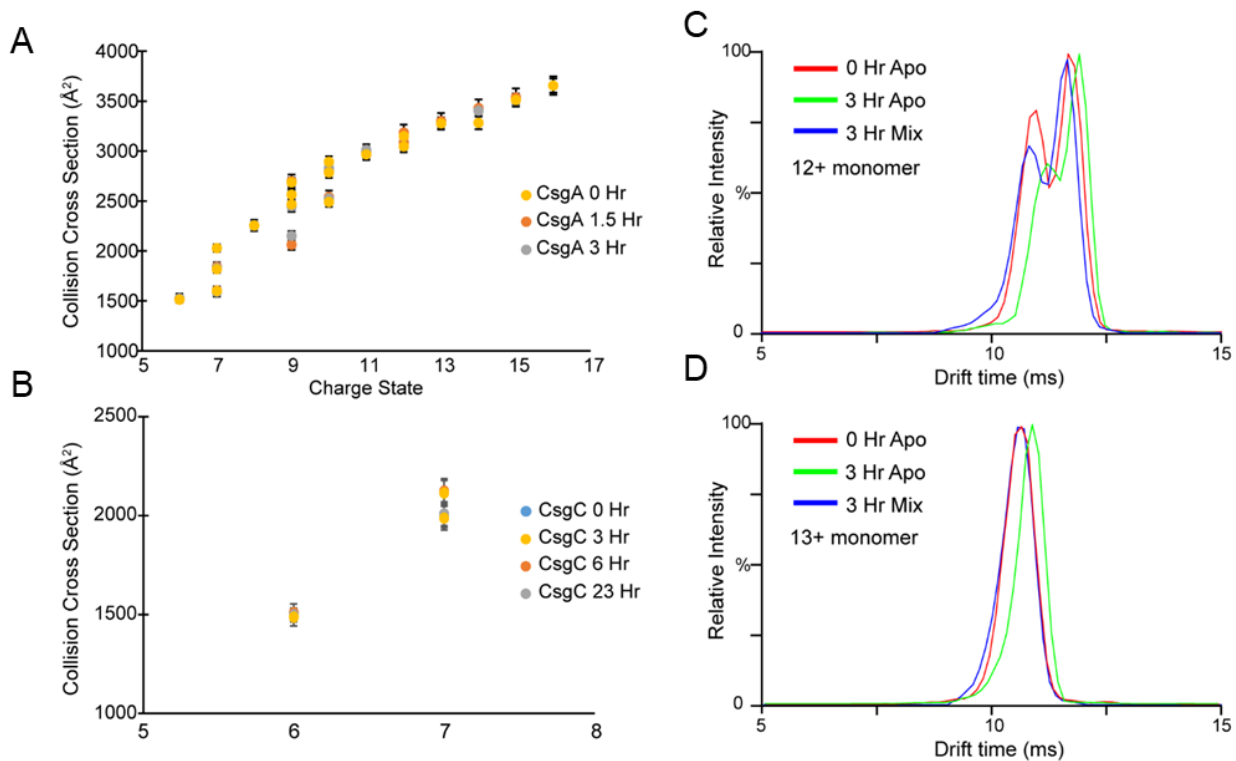 A
Collision Cross Section (Å²)
4000
3500
3000
2500
2000
1500
1000
5
7
9
11
13
15
17
Charge State
CsgA 0 Hr
CsgA 1.5 Hr
CsgA 3 Hr
B
Collision Cross Section (Å²)
2500
2000
1500
1000
5
6
7
8
CsgC 0 Hr
CsgC 3 Hr
CsgC 6 Hr
CsgC 23 Hr
C
Relative Intensity
100
%
0
5
10
15
Drift time (ms)
0 Hr Apo
3 Hr Apo
3 Hr Mix
12+ monomer
D
Relative Intensity
100
%
0
5
10
15
Drift time (ms)
0 Hr Apo
3 Hr Apo
3 Hr Mix
13+ monomer